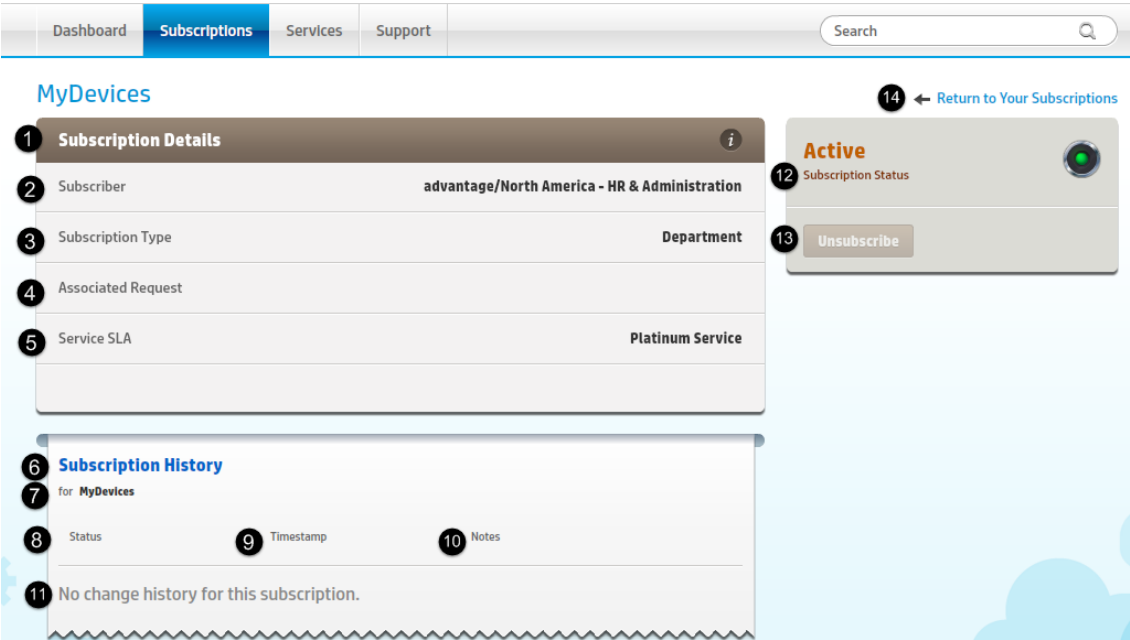 Dashboard Subscriptions Services Support Search
MyDevices
14 Return to Your Subscriptions
1 Subscription Details i
2 Subscriber advantage/North America - HR & Administration
3 Subscription Type Department
4 Associated Request
5 Service SLA Platinum Service
Active
12 Subscription Status
13 Unsubscribe
6 Subscription History
7 for MyDevices
8 Status 9 Timestamp 10 Notes
11 No change history for this subscription.